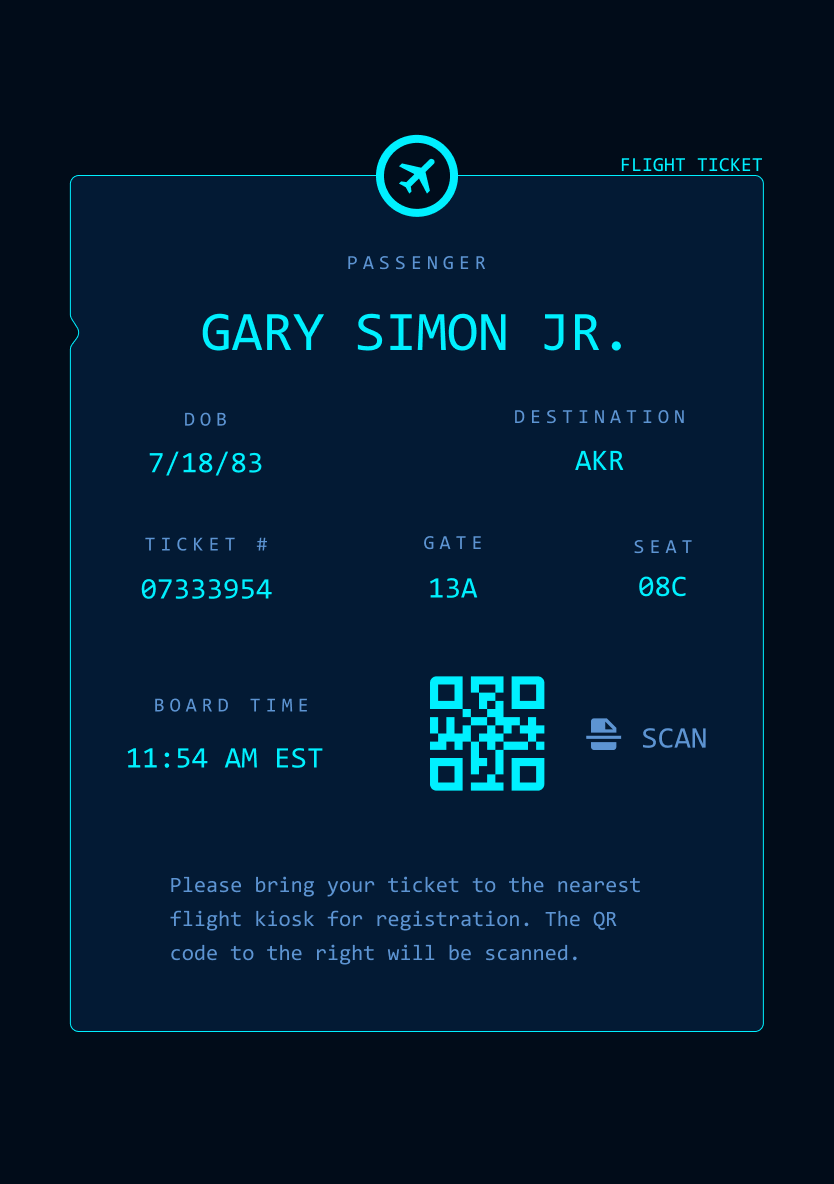 FLIGHT TICKET
PASSENGER
GARY SIMON JR.
DOB
7/18/83
DESTINATION
AKR
TICKET #
07333954
GATE
13A
SEAT
08C
BOARD TIME
11:54 AM EST
SCAN
Please bring your ticket to the nearest
flight kiosk for registration. The QR
code to the right will be scanned.